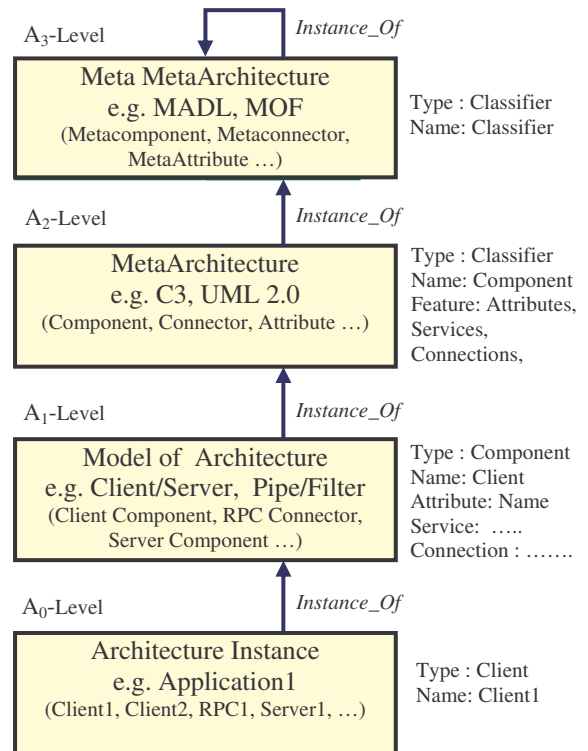 A3-Level
Instance_Of
Meta MetaArchitecture
e.g. MADL, MOF
(Metacomponent, Metaconnector,
MetaAttribute …)
Type : Classifier
Name: Classifier
A2-Level
Instance_Of
MetaArchitecture
e.g. C3, UML 2.0
(Component, Connector, Attribute …)
Type : Classifier
Name: Component
Feature: Attributes,
Services,
Connections,
A1-Level
Instance_Of
Model of Architecture
e.g. Client/Server, Pipe/Filter
(Client Component, RPC Connector,
Server Component …)
Type : Component
Name: Client
Attribute: Name
Service: …..
Connection : …….
A0-Level
Instance_Of
Architecture Instance
e.g. Application1
(Client1, Client2, RPC1, Server1, …)
Type : Client
Name: Client1